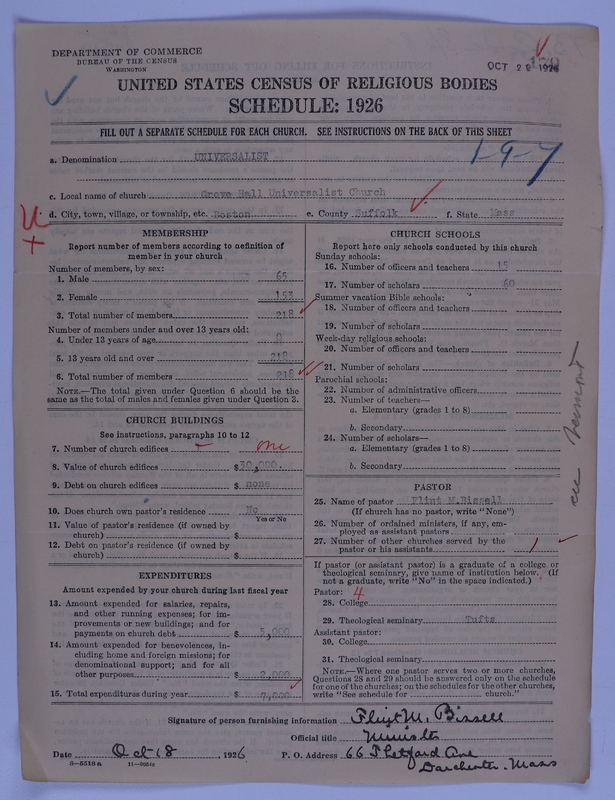 DEPARTMENT OF COMMERCE
BUREAU OF THE CENSUS
WASHINGTON
OCT 29 1926
UNITED STATES CENSUS OF RELIGIOUS BODIES
SCHEDULE: 1926
FILL OUT A SEPARATE SCHEDULE FOR EACH CHURCH. SEE INSTRUCTIONS ON THE BACK OF THIS SHEET
a. Denomination UNIVERSALIST
1-9-7
c. Local name of church Grove Hall Universalist Church
d. City, town, village, or township, etc. Boston e. County Suffolk f. State Mass
MEMBERSHIP
Report number of members according to definition of
member in your church
Number of members, by sex:
1. Male 65
2. Female 153
3. Total number of members 218
Number of members under and over 13 years old:
4. Under 13 years of age 0
5. 13 years old and over 218
6. Total number of members 218
NOTE.—The total given under Question 6 should be the
same as the total of males and females given under Question 3.
CHURCH BUILDINGS
See instructions, paragraphs 10 to 12
7. Number of church edifices one
8. Value of church edifices $30,000.
9. Debt on church edifices $ none
10. Does church own pastor's residence No
Yes or No
11. Value of pastor's residence (if owned by
church) $
12. Debt on pastor's residence (if owned by
church) $
EXPENDITURES
Amount expended by your church during last fiscal year
13. Amount expended for salaries, repairs,
and other running expenses; for im-
provements or new buildings; and for
payments on church debt $ 5,000
14. Amount expended for benevolences, in-
cluding home and foreign missions; for
denominational support; and for all
other purposes $ 2,000
15. Total expenditures during year $ 7,000
CHURCH SCHOOLS
Report here only schools conducted by this church
Sunday schools:
16. Number of officers and teachers 15
17. Number of scholars 60
Summer vacation Bible schools:
18. Number of officers and teachers
19. Number of scholars
Week-day religious schools:
20. Number of officers and teachers
21. Number of scholars
Parochial schools:
22. Number of administrative officers
23. Number of teachers—
a. Elementary (grades 1 to 8)
b. Secondary
24. Number of scholars—
a. Elementary (grades 1 to 8)
b. Secondary
PASTOR
25. Name of pastor Flint M. Bissell
(If church has no pastor, write "None")
26. Number of ordained ministers, if any, em-
ployed as assistant pastors
27. Number of other churches served by the
pastor or his assistants 1
If pastor (or assistant pastor) is a graduate of a college or
theological seminary, give name of institution below. (If
not a graduate, write "No" in the space indicated.)
Pastor: 4
28. College
29. Theological seminary Tufts
Assistant pastor:
30. College
31. Theological seminary
NOTE.—Where one pastor serves two or more churches,
Questions 28 and 29 should be answered only on the schedule
for one of the churches; on the schedules for the other churches,
write "See schedule for church."
Signature of person furnishing information Flint M. Bissell
Official title Minister
Date Oct 18, 1926 P. O. Address 66 Thetford Ave
Dorchester. Mass